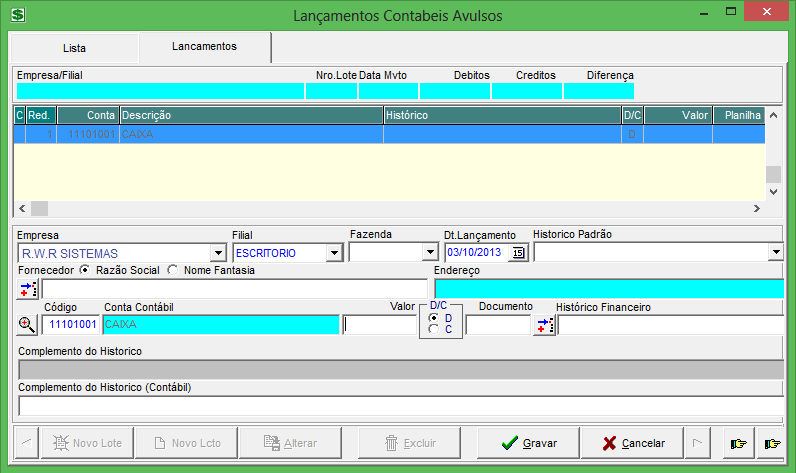 Lançamentos Contabeis Avulsos
Lista Lancamentos
Empresa/Filial Nro.Lote Data Mvto Debitos Creditos Diferença
C Red. Conta Descrição Histórico D/C Valor Planilha
1 11101001 CAIXA D
Empresa Filial Fazenda Dt.Lançamento Historico Padrão
R.W.R SISTEMAS ESCRITORIO 03/10/2013 15
Fornecedor Razão Social Nome Fantasia Endereço
Código Conta Contábil Valor D/C Documento Histórico Financeiro
11101001 CAIXA D
C
Complemento do Historico
Complemento do Historico (Contábil)
Novo Lote Novo Lcto Alterar Excluir Gravar Cancelar